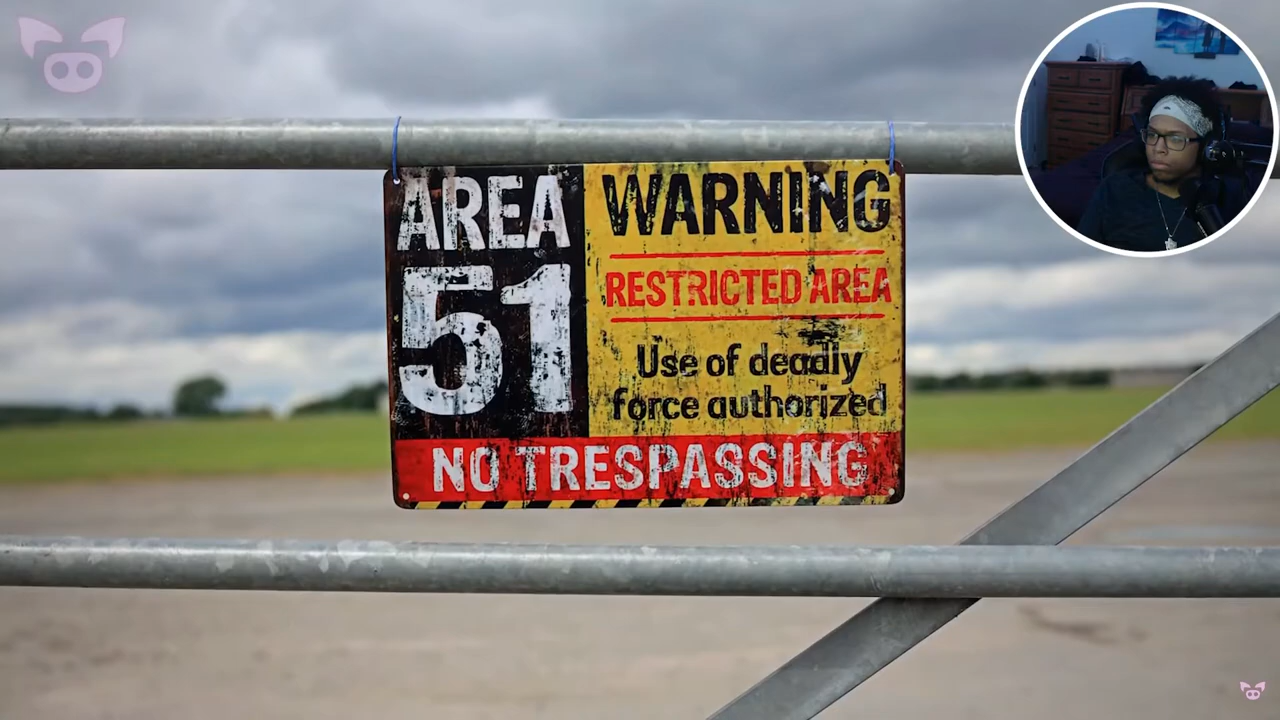 AREA
51
WARNING
RESTRICTED AREA
Use of deadly
force authorized
NO TRESPASSING